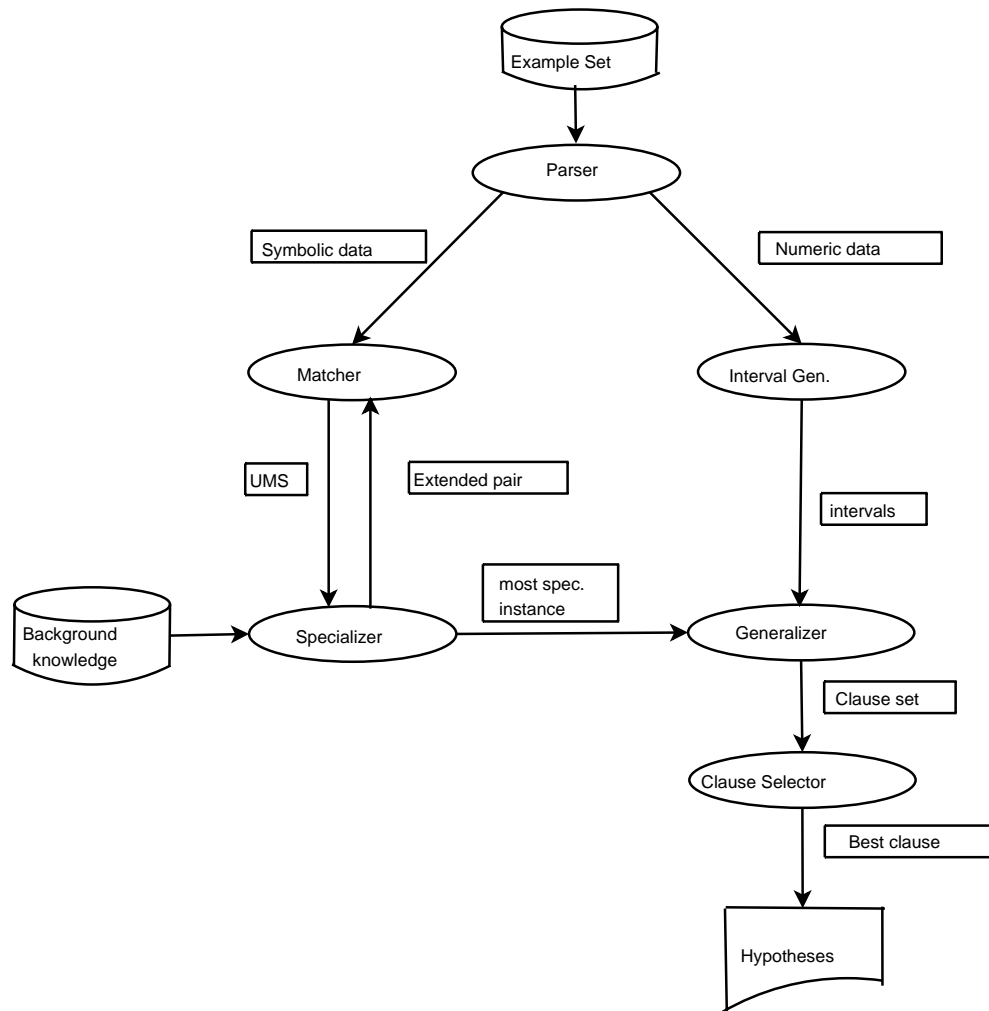 Example Set
Parser
Symbolic data
Numeric data
Matcher
Interval Gen.
UMS
Extended pair
intervals
most spec.
instance
Background
knowledge
Specializer
Generalizer
Clause set
Clause Selector
Best clause
Hypotheses